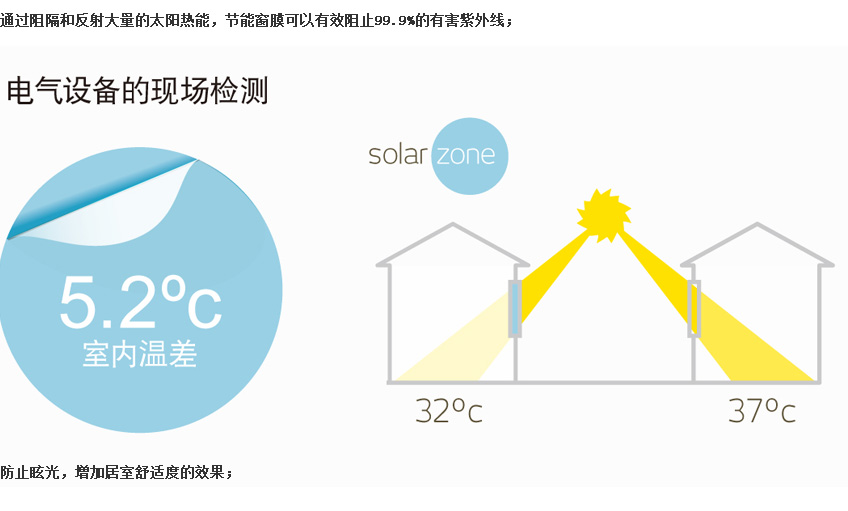 通过阻隔和反射大量的太阳热能，节能窗膜可以有效阻止99.9%的有害紫外线；
电气设备的现场检测
solar zone
5.2ºc
室内温差
32ºc
37ºc
防止眩光，增加居室舒适度的效果；